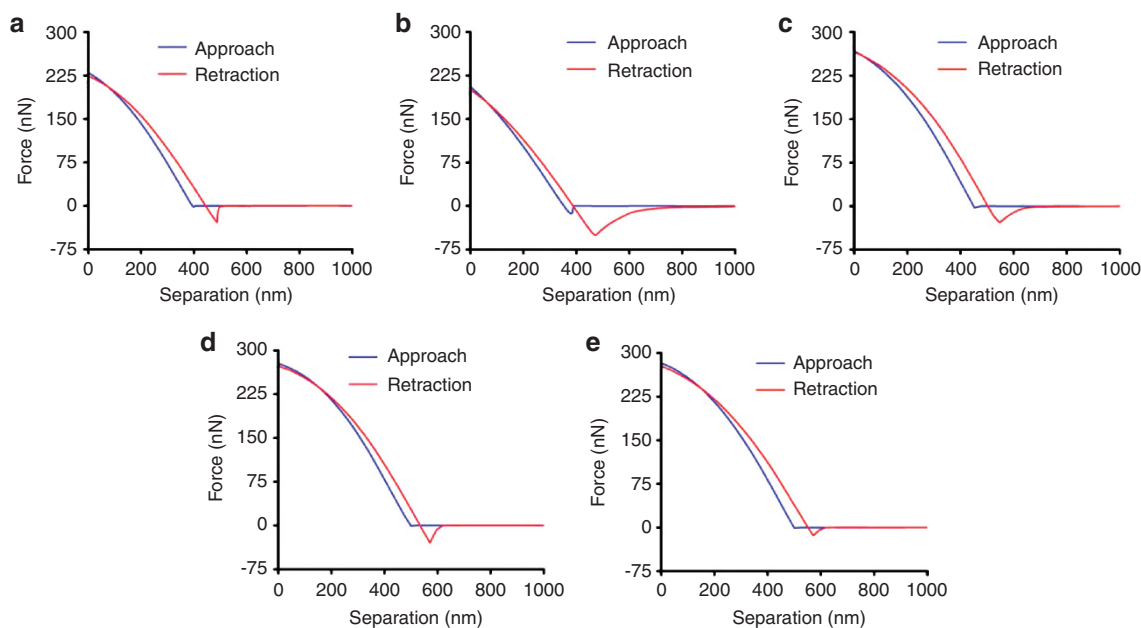 a
300
225
150
75
0
-75
Force (nN)
Approach
Retraction
0 200 400 600 800 1000
Separation (nm)
b
300
225
150
75
0
-75
Force (nN)
Approach
Retraction
0 200 400 600 800 1000
Separation (nm)
c
300
225
150
75
0
-75
Force (nN)
Approach
Retraction
0 200 400 600 800 1000
Separation (nm)
d
300
225
150
75
0
-75
Force (nN)
Approach
Retraction
0 200 400 600 800 1000
Separation (nm)
e
300
225
150
75
0
-75
Force (nN)
Approach
Retraction
0 200 400 600 800 1000
Separation (nm)